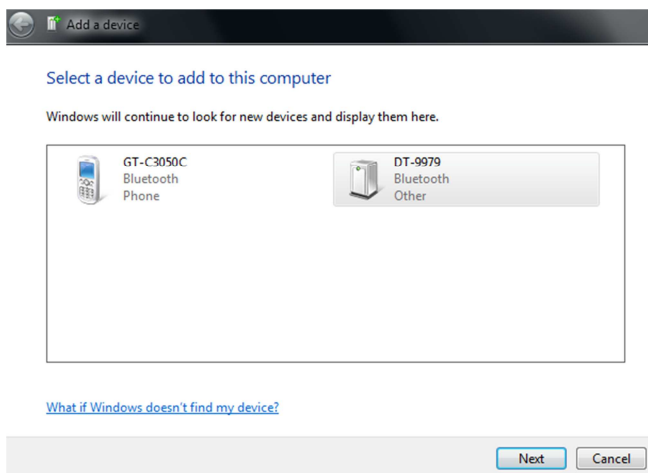 Add a device
Select a device to add to this computer
Windows will continue to look for new devices and display them here.
GT-C3050C
Bluetooth
Phone
DT-9979
Bluetooth
Other
What if Windows doesn't find my device?
Next
Cancel